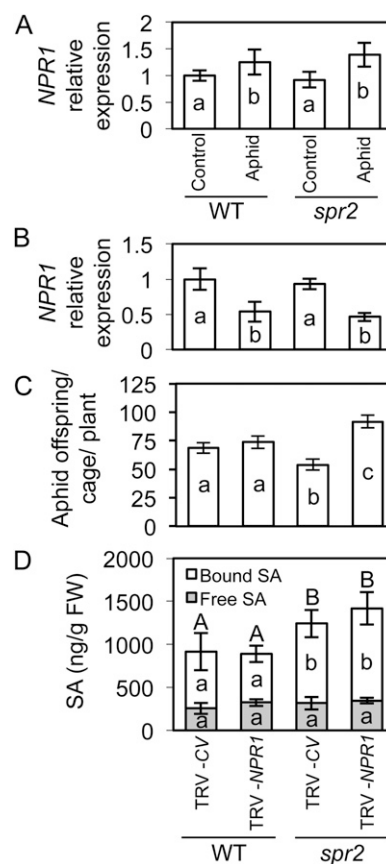 A
NPR1
relative
expression
2
1.5
1
0.5
0
a
b
a
b
Control
Aphid
Control
Aphid
WT
spr2
B
NPR1
relative
expression
1.5
1
0.5
0
a
b
a
b
C
Aphid offspring/
cage/ plant
125
100
75
50
25
0
a
a
b
c
D
SA (ng/g FW)
2000
1500
1000
500
0
Bound SA
Free SA
A
A
B
B
a
a
b
b
a
a
a
a
TRV -CV
TRV -NPR1
TRV -CV
TRV -NPR1
WT
spr2